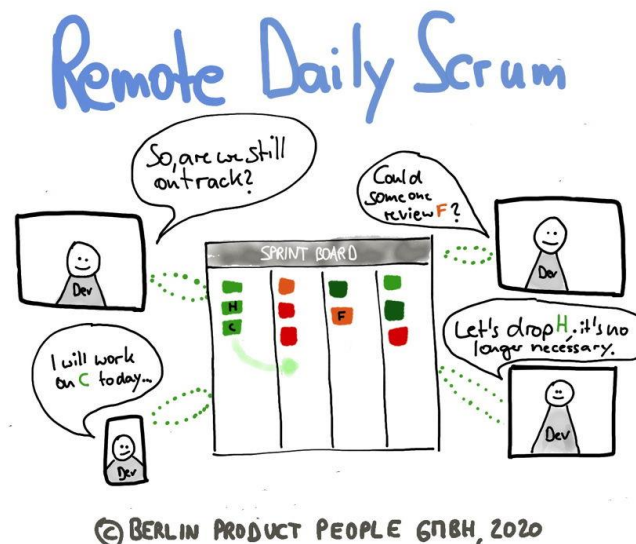 Remote Daily Scrum
So, are we still
on track?
Could
someone
review F?
Dev
Dev
SPRINT BOARD
H
C
F
I will work
on C today...
Let's drop H, it's no
longer necessary.
Dev
Dev
© BERLIN PRODUCT PEOPLE GMBH, 2020